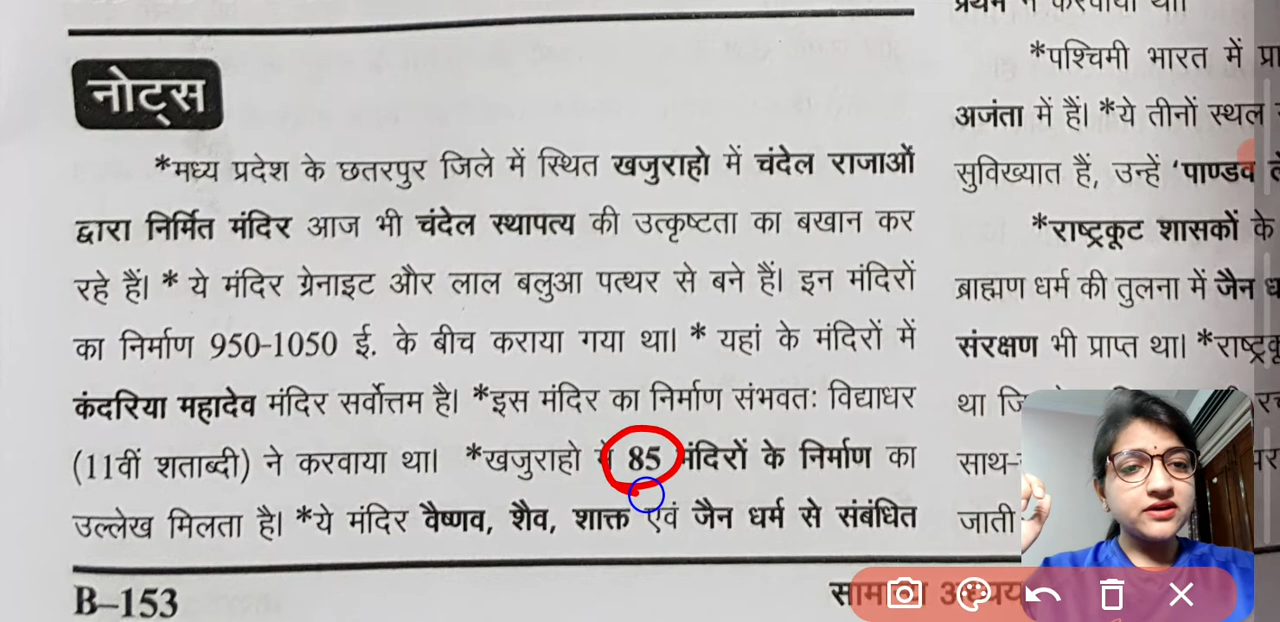 नोट्स
*मध्य प्रदेश के छतरपुर जिले में स्थित खजुराहो में चंदेल राजाओं
द्वारा निर्मित मंदिर आज भी चंदेल स्थापत्य की उत्कृष्टता का बखान कर
रहे हैं। * ये मंदिर ग्रेनाइट और लाल बलुआ पत्थर से बने हैं। इन मंदिरों
का निर्माण 950-1050 ई. के बीच कराया गया था। * यहां के मंदिरों में
कंदरिया महादेव मंदिर सर्वोत्तम है। *इस मंदिर का निर्माण संभवतः विद्याधर
(11वीं शताब्दी) ने करवाया था। *खजुराहो में 85 मंदिरों के निर्माण का
उल्लेख मिलता है। *ये मंदिर वैष्णव, शैव, शाक्त एवं जैन धर्म से संबंधित
B–153
प्रथम ने करवाया था।
*पश्चिमी भारत में
अजंता में हैं। *ये तीनों स्थल
सुविख्यात हैं, उन्हें 'पाण्डव
*राष्ट्रकूट शासकों के
ब्राह्मण धर्म की तुलना में जैन
संरक्षण भी प्राप्त था।
था
साथ-
जाती